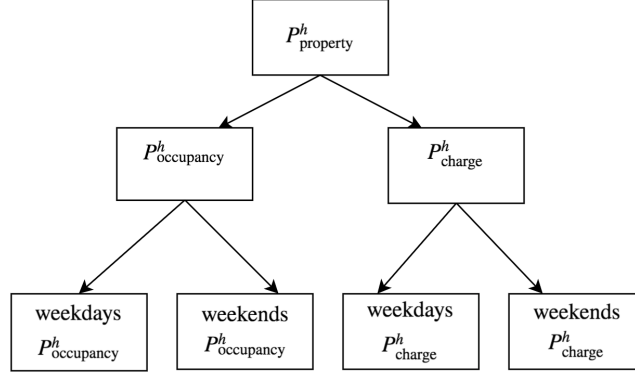 P^h_property
P^h_occupancy
P^h_charge
weekdays
P^h_occupancy
weekends
P^h_occupancy
weekdays
P^h_charge
weekends
P^h_charge